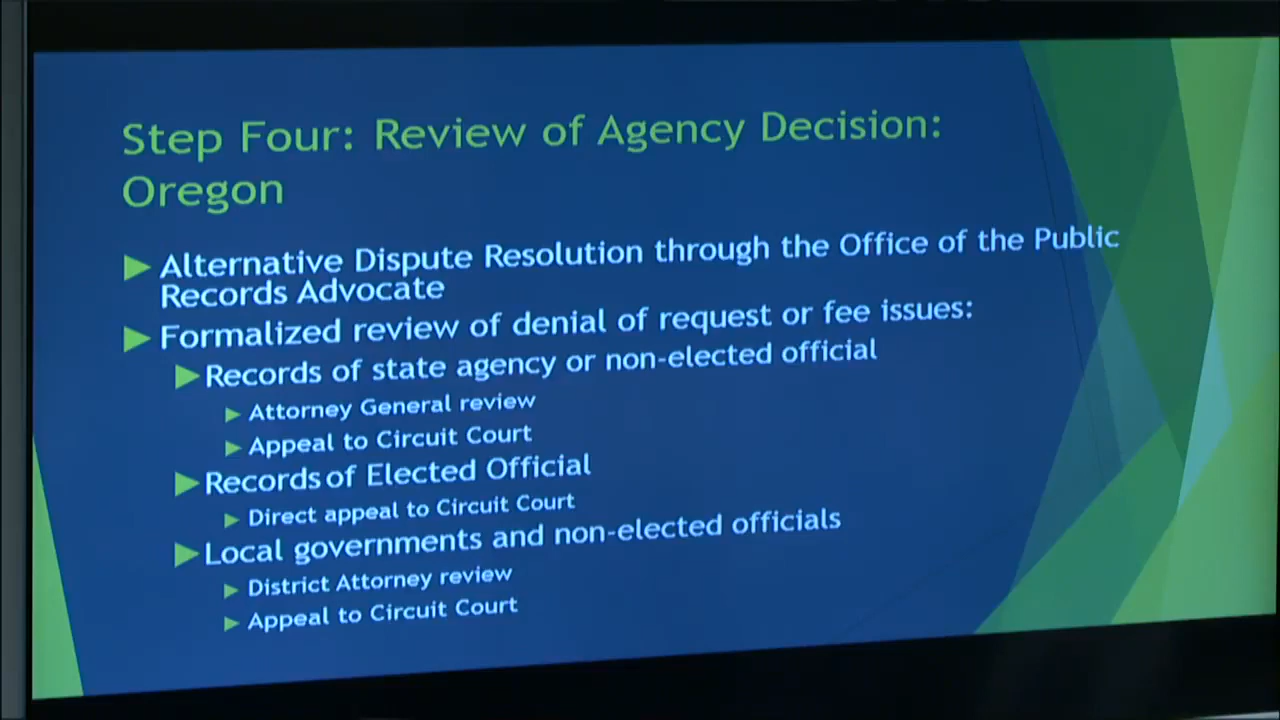 Step Four: Review of Agency Decision:
Oregon
Alternative Dispute Resolution through the Office of the Public
Records Advocate
Formalized review of denial of request or fee issues:
Records of state agency or non-elected official
Attorney General review
Appeal to Circuit Court
Records of Elected Official
Direct appeal to Circuit Court
Local governments and non-elected officials
District Attorney review
Appeal to Circuit Court